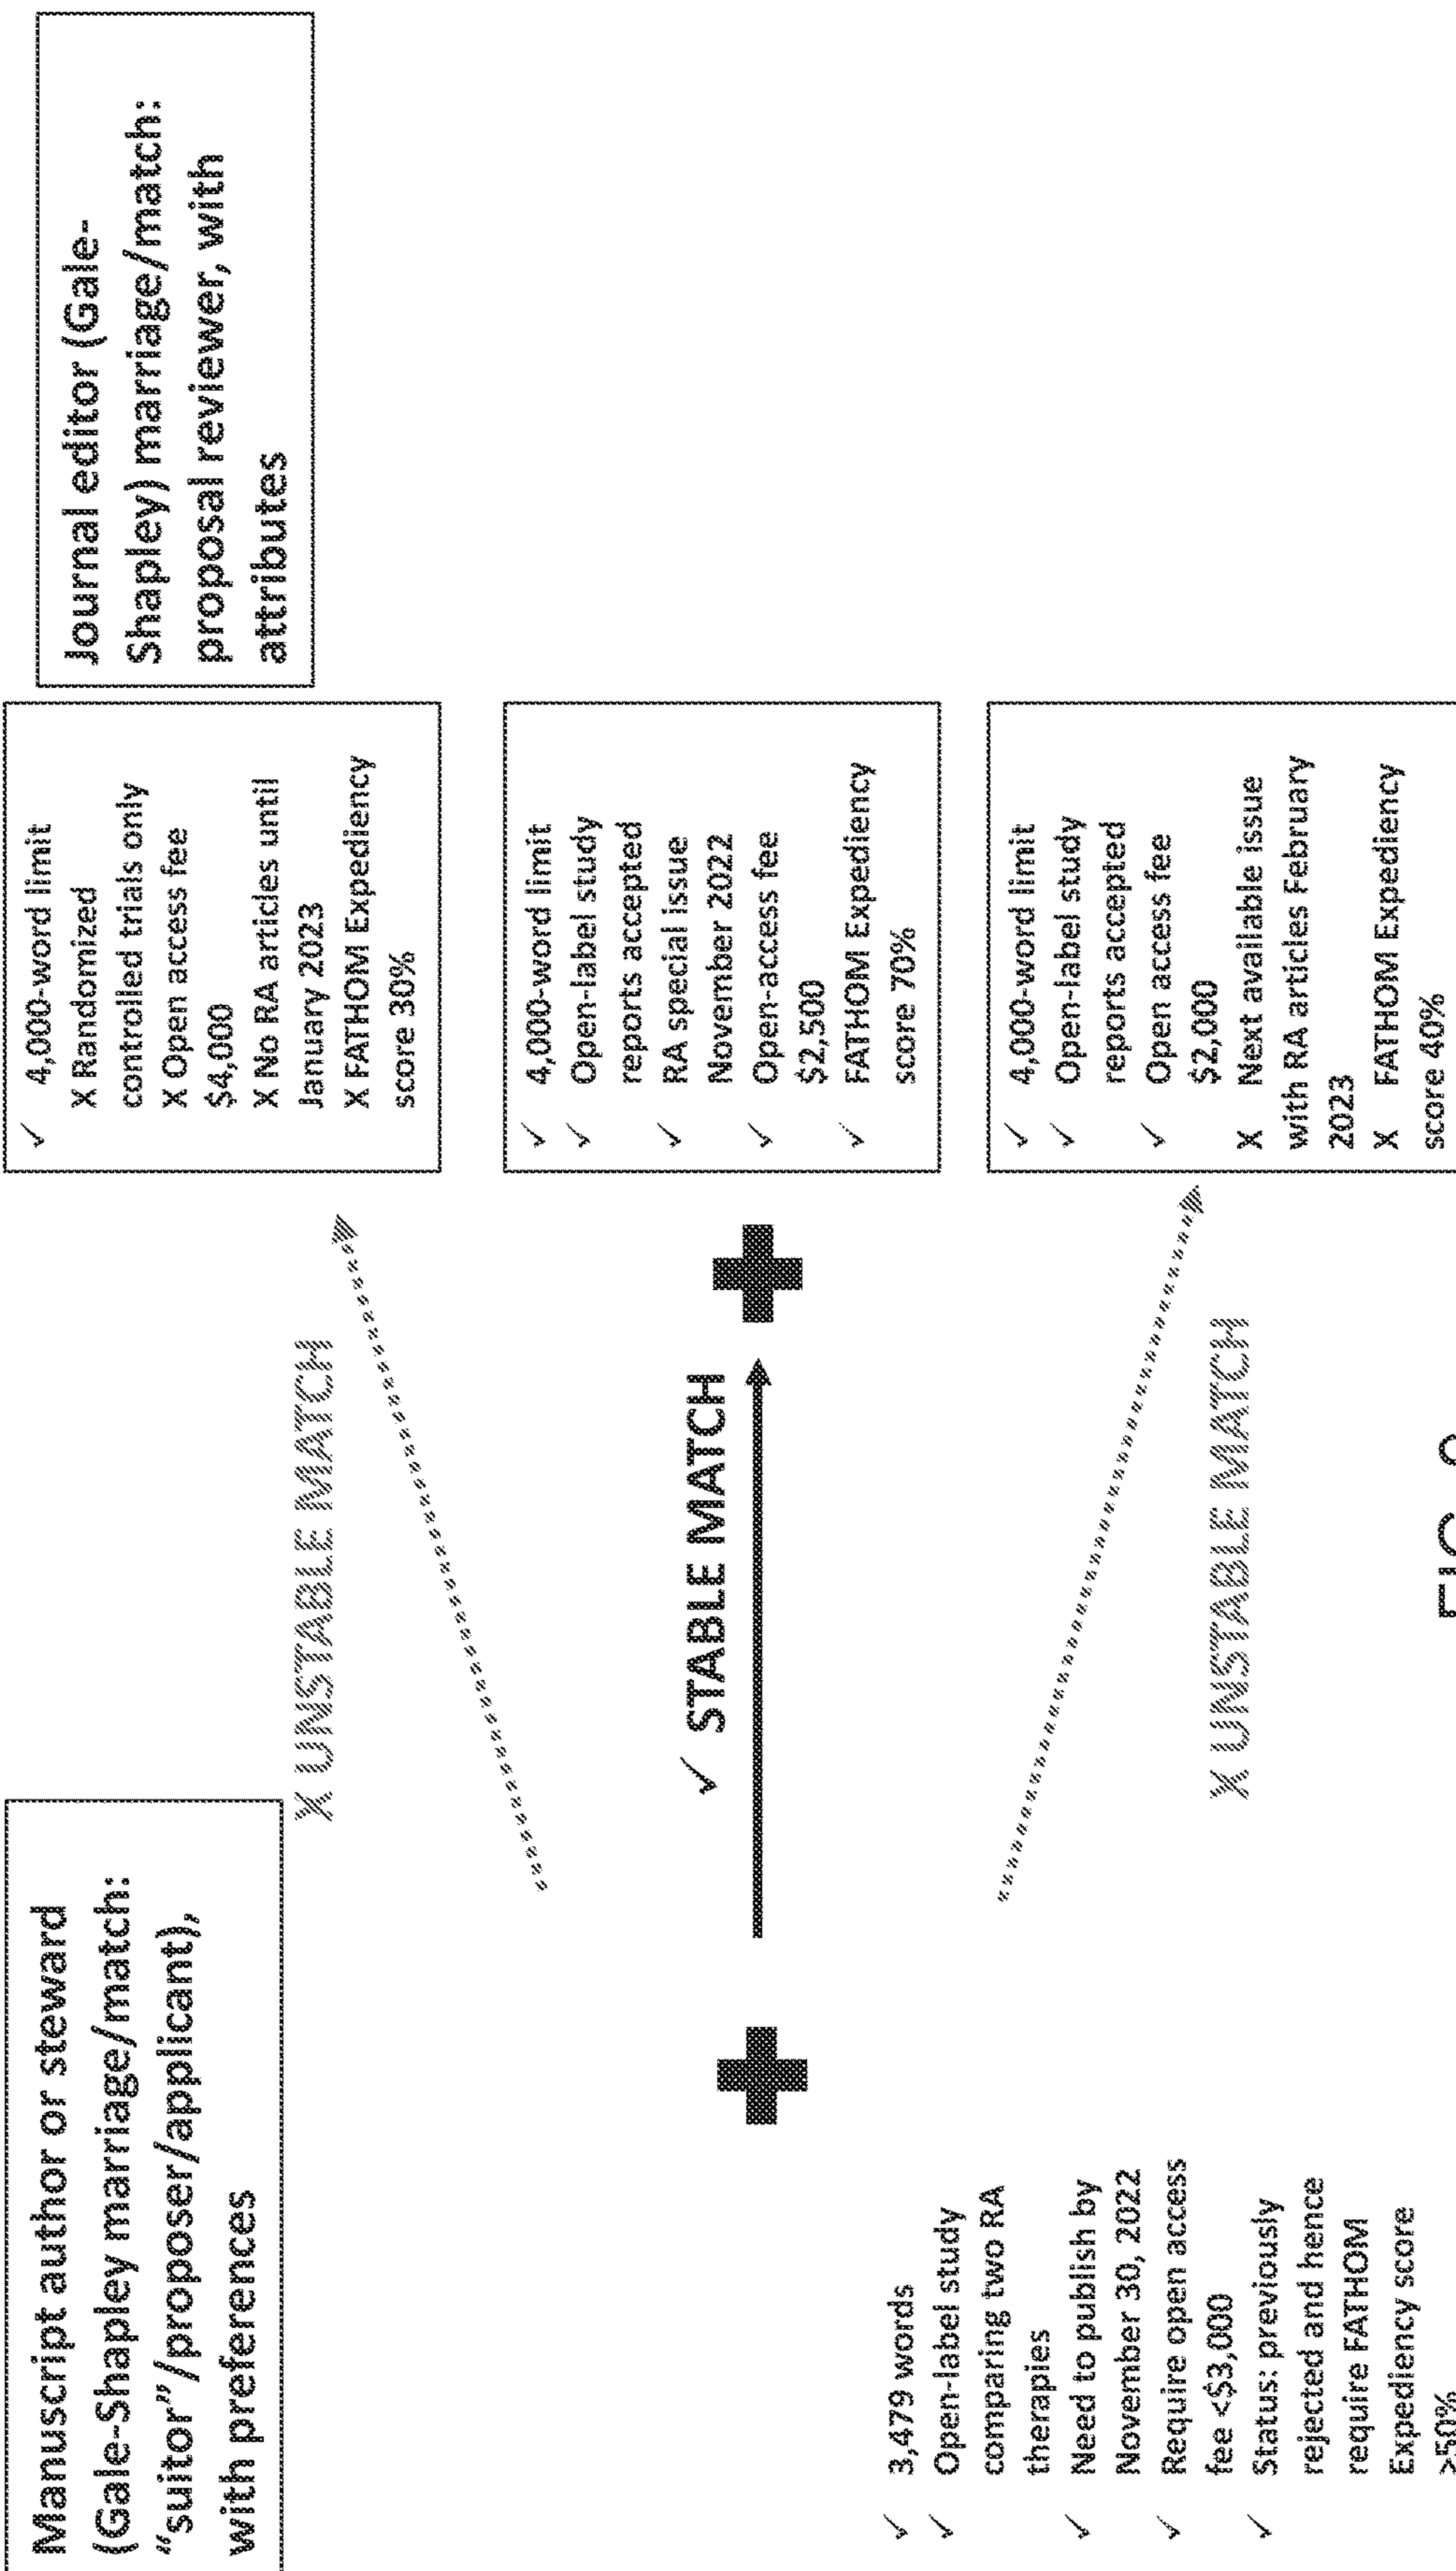 Manuscript author or steward
(Gale-Shapley marriage/match:
“suitor”/proposer/applicant),
with preferences
Journal editor (Gale-
Shapley) marriage/match:
proposal reviewer, with
attributes
X UNSTABLE MATCH
✓ 4,000-word limit
X Randomized
controlled trials only
X Open access fee
$4,000
X No RA articles until
January 2023
X FATHOM Expediency
score 30%
✓ STABLE MATCH
✓ 4,000-word limit
✓ Open-label study
reports accepted
✓ RA special issue
November 2022
✓ Open-access fee
$2,500
✓ FATHOM Expediency
score 70%
✓ 3,479 words
✓ Open-label study
comparing two RA
therapies
✓ Need to publish by
November 30, 2022
✓ Require open access
fee <$3,000
✓ Status: previously
rejected and hence
require FATHOM
Expediency score
>50%
X UNSTABLE MATCH
✓ 4,000-word limit
✓ Open-label study
reports accepted
✓ Open access fee
$2,000
X Next available issue
with RA articles February
2023
X FATHOM Expediency
score 40%